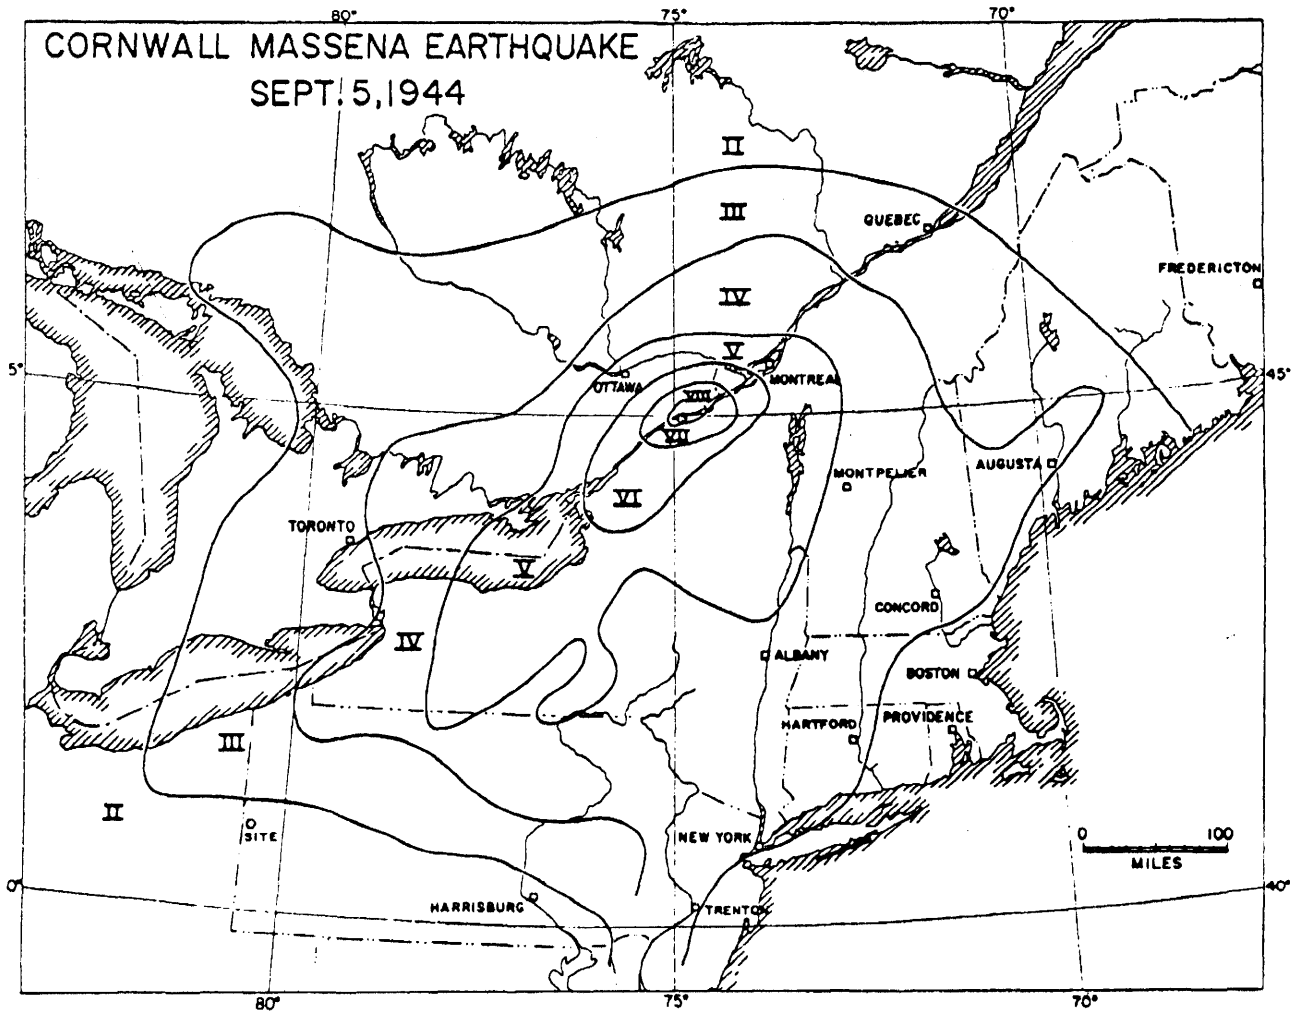 80° 75° 70°
CORNWALL MASSENA EARTHQUAKE
SEPT. 5, 1944
II
III
QUEBEC
FREDERICTON
IV
V
5° 45°
OTTAWA
MONTREAL
VIII
VII
MONTPELIER
AUGUSTA
VI
TORONTO
V
CONCORD
IV
ALBANY
BOSTON
HARTFORD
PROVIDENCE
III
II
SITE
NEW YORK
0 100
MILES
0° 40°
HARRISBURG
TRENTON
80° 75° 70°